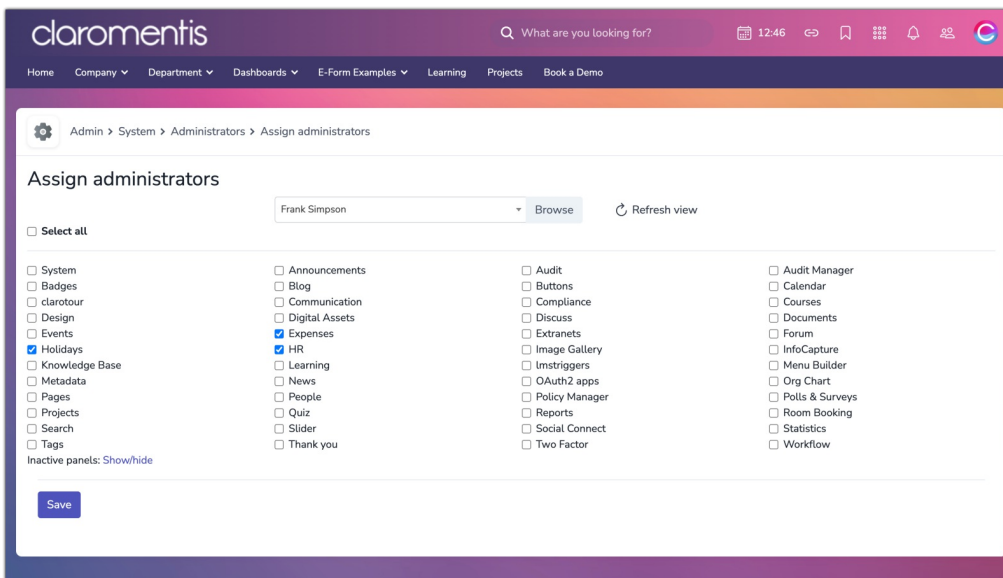 claromentis
What are you looking for?
12:46
Home Company Department Dashboards E-Form Examples Learning Projects Book a Demo
Admin > System > Administrators > Assign administrators
Assign administrators
Frank Simpson Browse Refresh view
Select all
System Announcements Audit Audit Manager
Badges Blog Buttons Calendar
clarotour Communication Compliance Courses
Design Digital Assets Discuss Documents
Events Expenses Extranets Forum
Holidays HR Image Gallery InfoCapture
Knowledge Base Learning lmstriggers Menu Builder
Metadata News OAuth2 apps Org Chart
Pages People Policy Manager Polls & Surveys
Projects Quiz Reports Room Booking
Search Slider Social Connect Statistics
Tags Thank you Two Factor Workflow
Inactive panels: Show/hide
Save